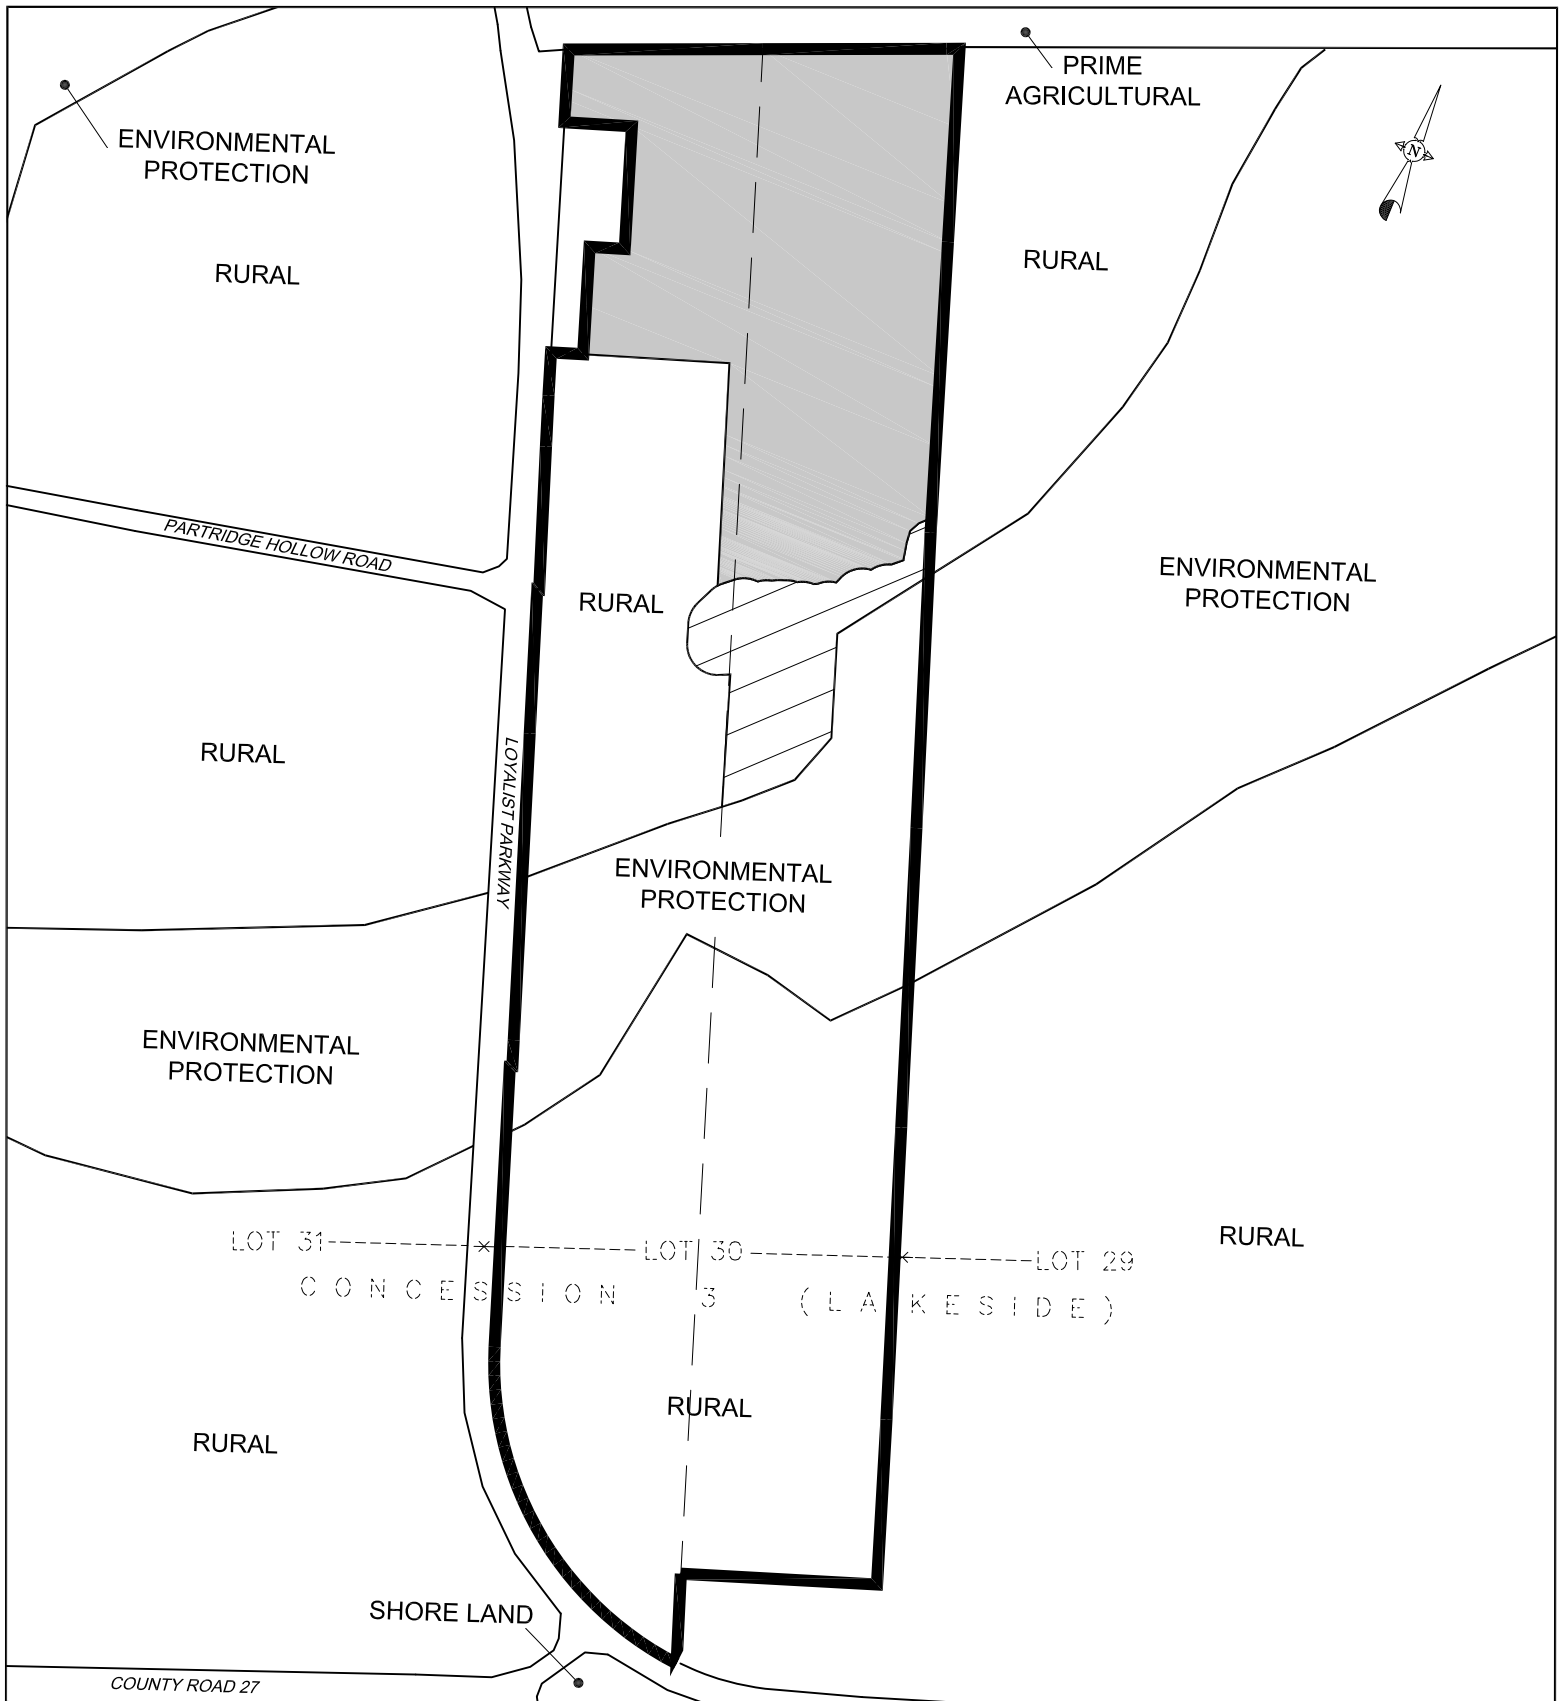 PRIME
AGRICULTURAL
ENVIRONMENTAL
PROTECTION
N
RURAL
RURAL
PARTRIDGE HOLLOW ROAD
ENVIRONMENTAL
PROTECTION
RURAL
RURAL
LOYALIST PARKWAY
ENVIRONMENTAL
PROTECTION
ENVIRONMENTAL
PROTECTION
RURAL
LOT 31
LOT 30
LOT 29
CONCESSION 3 (LAKESIDE)
RURAL
RURAL
SHORE LAND
COUNTY ROAD 27